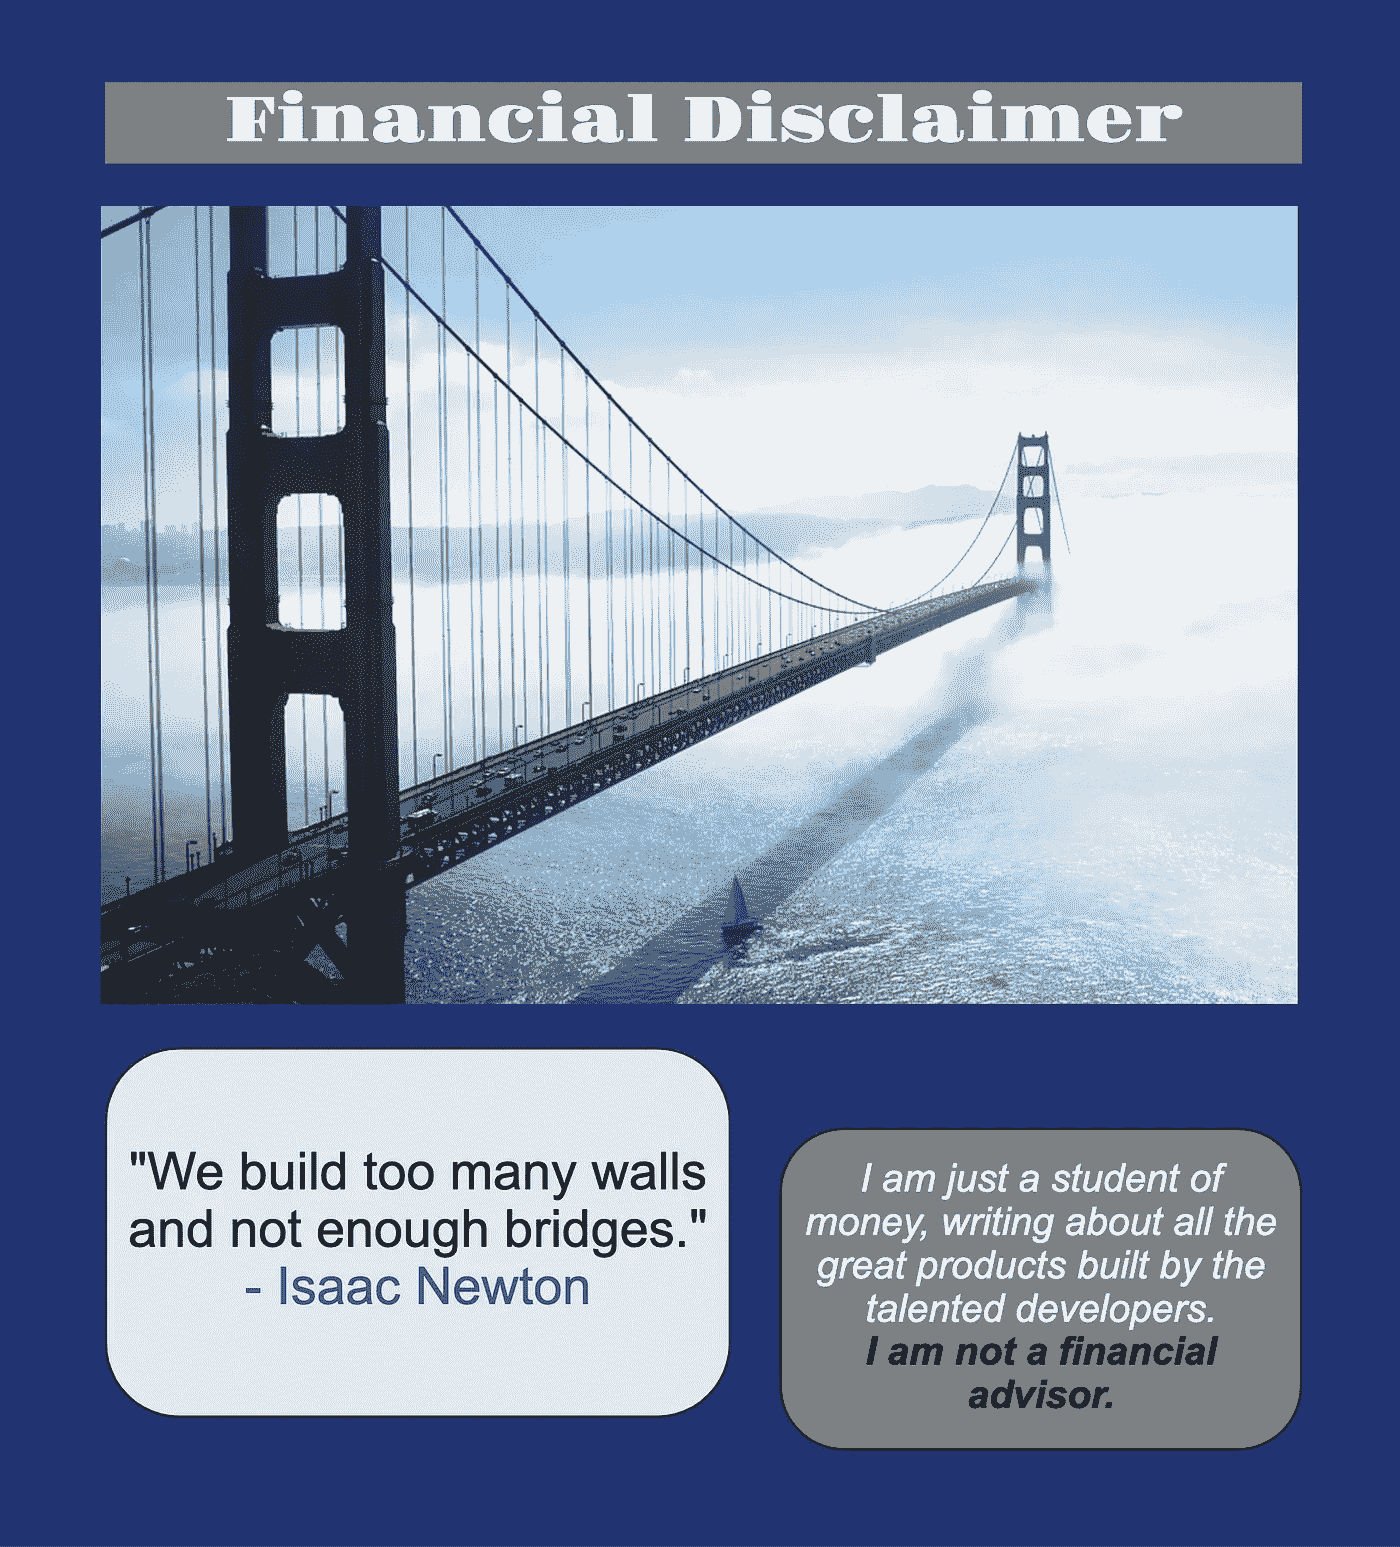 Financial Disclaimer
"We build too many walls
and not enough bridges."
- Isaac Newton
I am just a student of
money, writing about all the
great products built by the
talented developers.
I am not a financial
advisor.